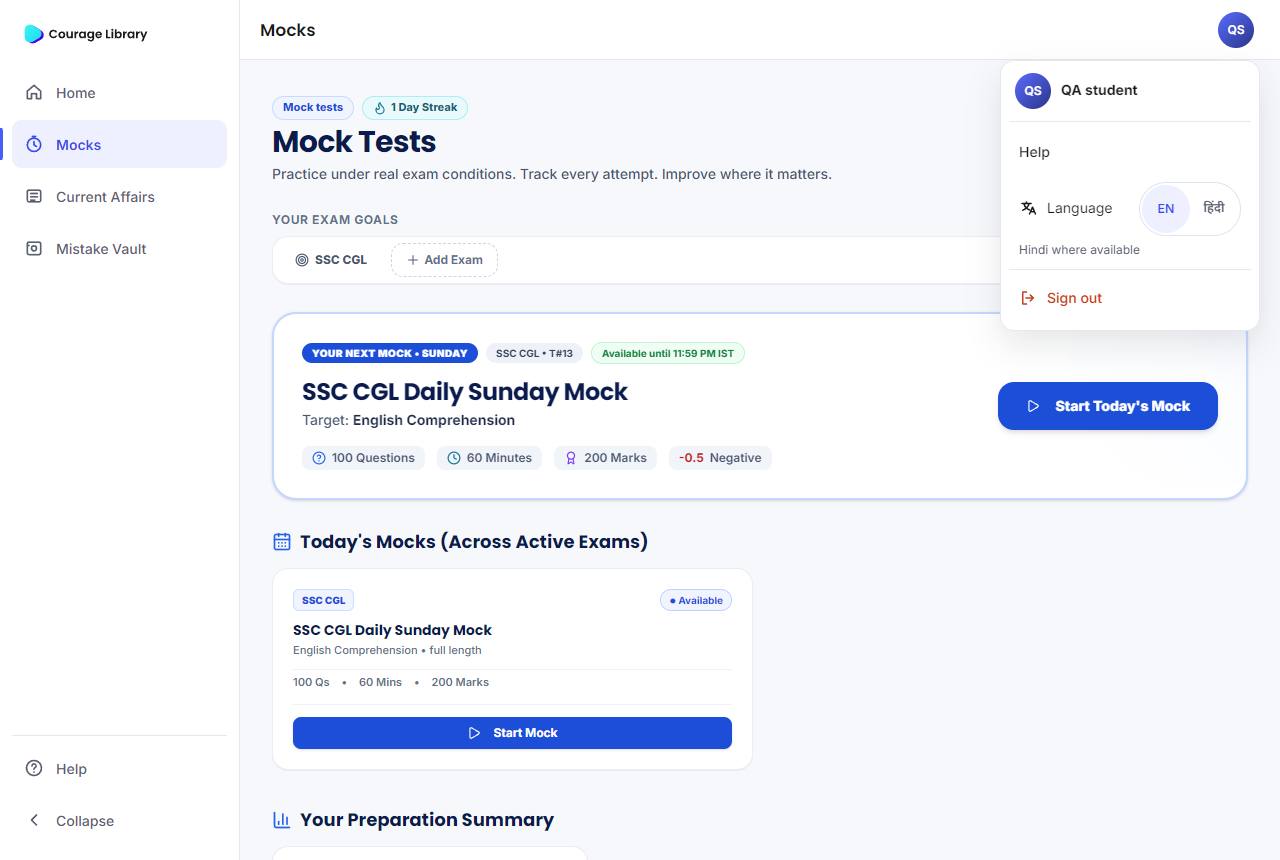 Courage Library
Home
Mocks
Current Affairs
Mistake Vault
Help
Collapse
Mocks
QS
QS
QA student
Help
Language
EN
हिंदी
Hindi where available
Sign out
Mock tests
1 Day Streak
Mock Tests
Practice under real exam conditions. Track every attempt. Improve where it matters.
YOUR EXAM GOALS
SSC CGL
Add Exam
YOUR NEXT MOCK • SUNDAY
SSC CGL • T#13
Available until 11:59 PM IST
SSC CGL Daily Sunday Mock
Target: English Comprehension
100 Questions
60 Minutes
200 Marks
-0.5 Negative
Start Today's Mock
Today's Mocks (Across Active Exams)
SSC CGL
• Available
SSC CGL Daily Sunday Mock
English Comprehension • full length
100 Qs • 60 Mins • 200 Marks
Start Mock
Your Preparation Summary